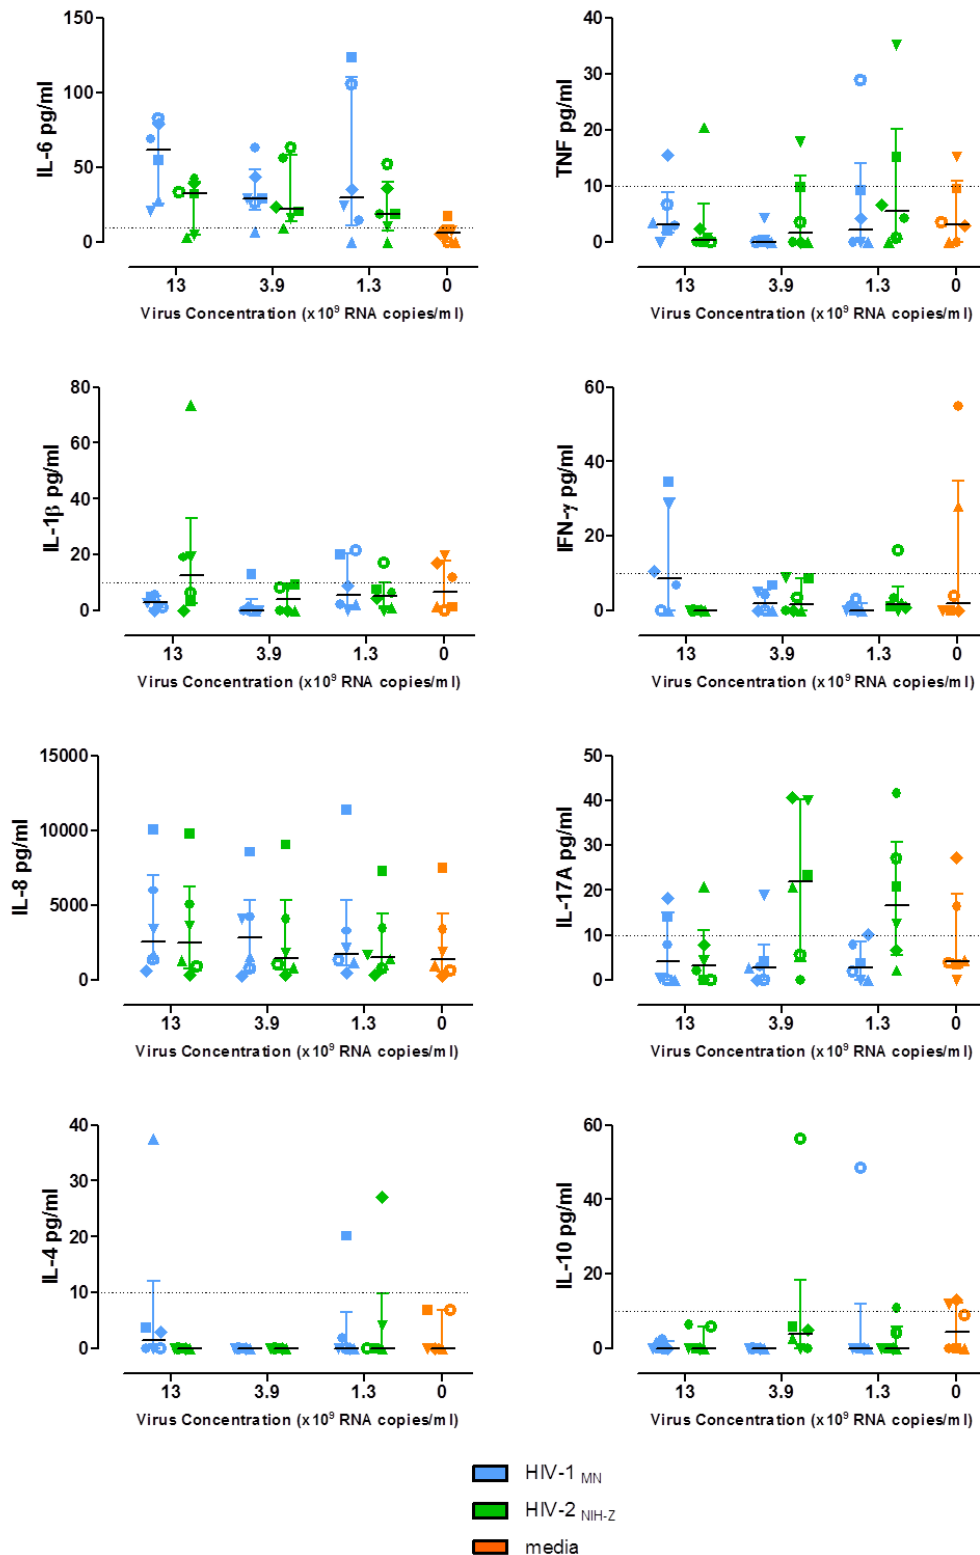 IL-6 pg/ml
150
100
50
0
13 3.9 1.3 0
Virus Concentration (x10⁹ RNA copies/ml)
TNF pg/ml
40
30
20
10
0
13 3.9 1.3 0
Virus Concentration (x10⁹ RNA copies/ml)
IL-1β pg/ml
80
60
40
20
0
13 3.9 1.3 0
Virus Concentration (x10⁹ RNA copies/ml)
IFN-γ pg/ml
60
40
20
0
13 3.9 1.3 0
Virus Concentration (x10⁹ RNA copies/ml)
IL-8 pg/ml
15000
10000
5000
0
13 3.9 1.3 0
Virus Concentration (x10⁹ RNA copies/ml)
IL-17A pg/ml
50
40
30
20
10
0
13 3.9 1.3 0
Virus Concentration (x10⁹ RNA copies/ml)
IL-4 pg/ml
40
30
20
10
0
13 3.9 1.3 0
Virus Concentration (x10⁹ RNA copies/ml)
IL-10 pg/ml
60
40
20
0
13 3.9 1.3 0
Virus Concentration (x10⁹ RNA copies/ml)
HIV-1 MN
HIV-2 NIH-Z
media